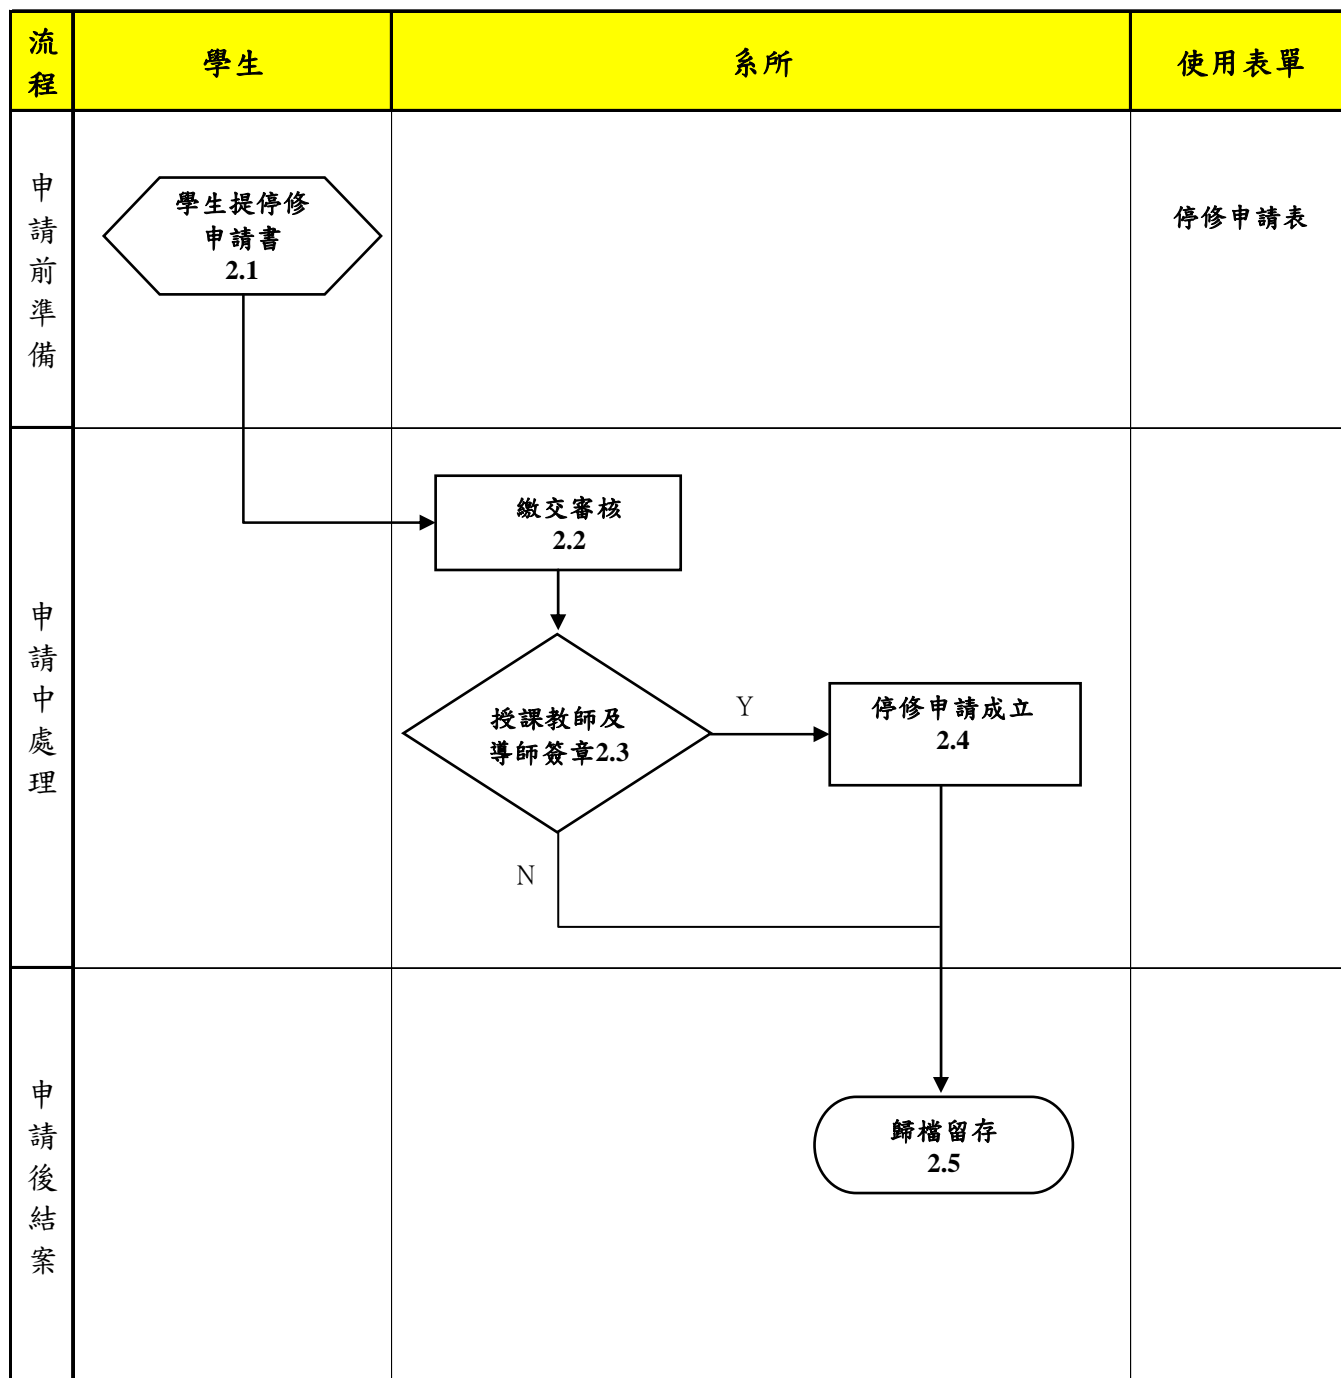 流程
學生
系所
使用表單
申請前準備
學生提停修
申請書
2.1
停修申請表
申請中處理
繳交審核
2.2
授課教師及
導師簽章2.3
Y
停修申請成立
2.4
N
申請後結案
歸檔留存
2.5